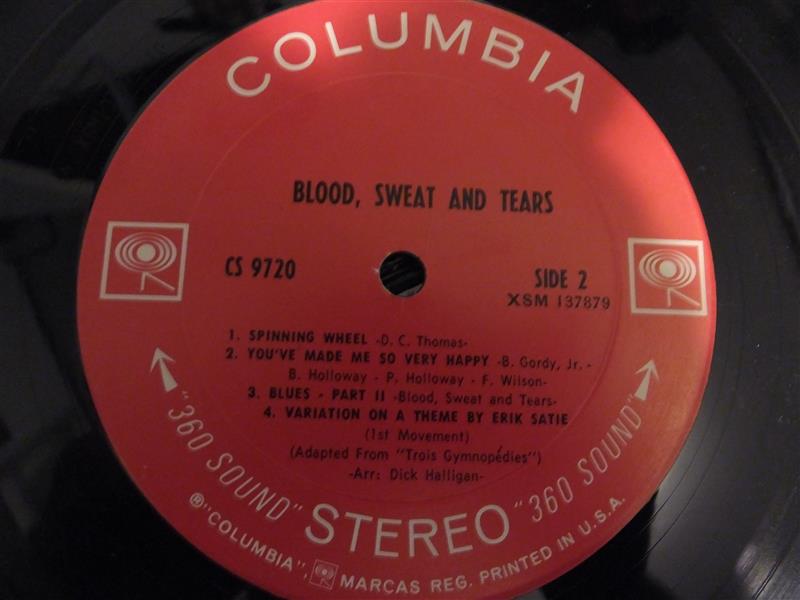 COLUMBIA
BLOOD, SWEAT AND TEARS
CS 9720
SIDE 2
XSM 137879
1. SPINNING WHEEL -D. C. Thomas-
2. YOU'VE MADE ME SO VERY HAPPY -B. Gordy, Jr. -
B. Holloway - P. Holloway - F. Wilson-
3. BLUES - PART II -Blood, Sweat and Tears-
4. VARIATION ON A THEME BY ERIK SATIE
(1st Movement)
(Adapted From "Trois Gymnopédies")
-Arr: Dick Halligan-
"360 SOUND" STEREO "360 SOUND"
® "COLUMBIA", MARCAS REG. PRINTED IN U.S.A.